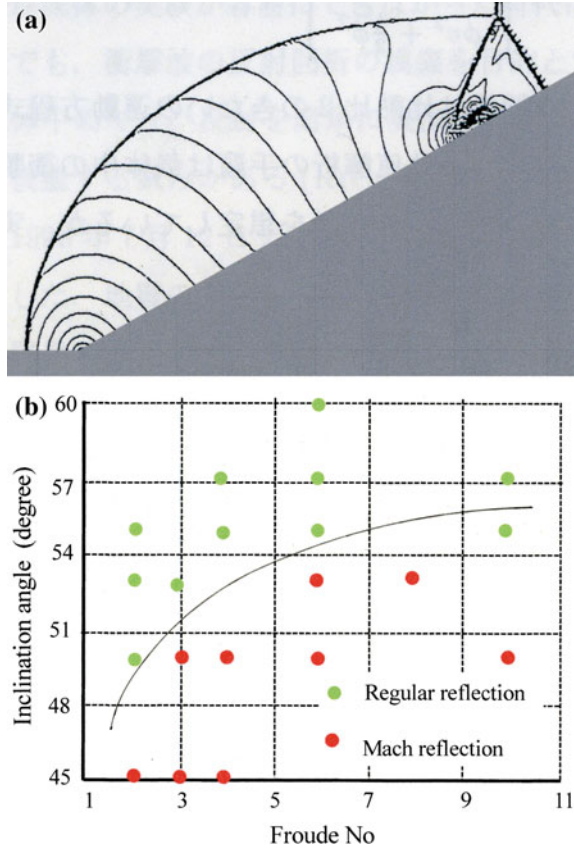 (a)
(b)
60
57
54
51
48
45
Inclination angle (degree)
Regular reflection
Mach reflection
1 3 5 7 9 11
Froude No